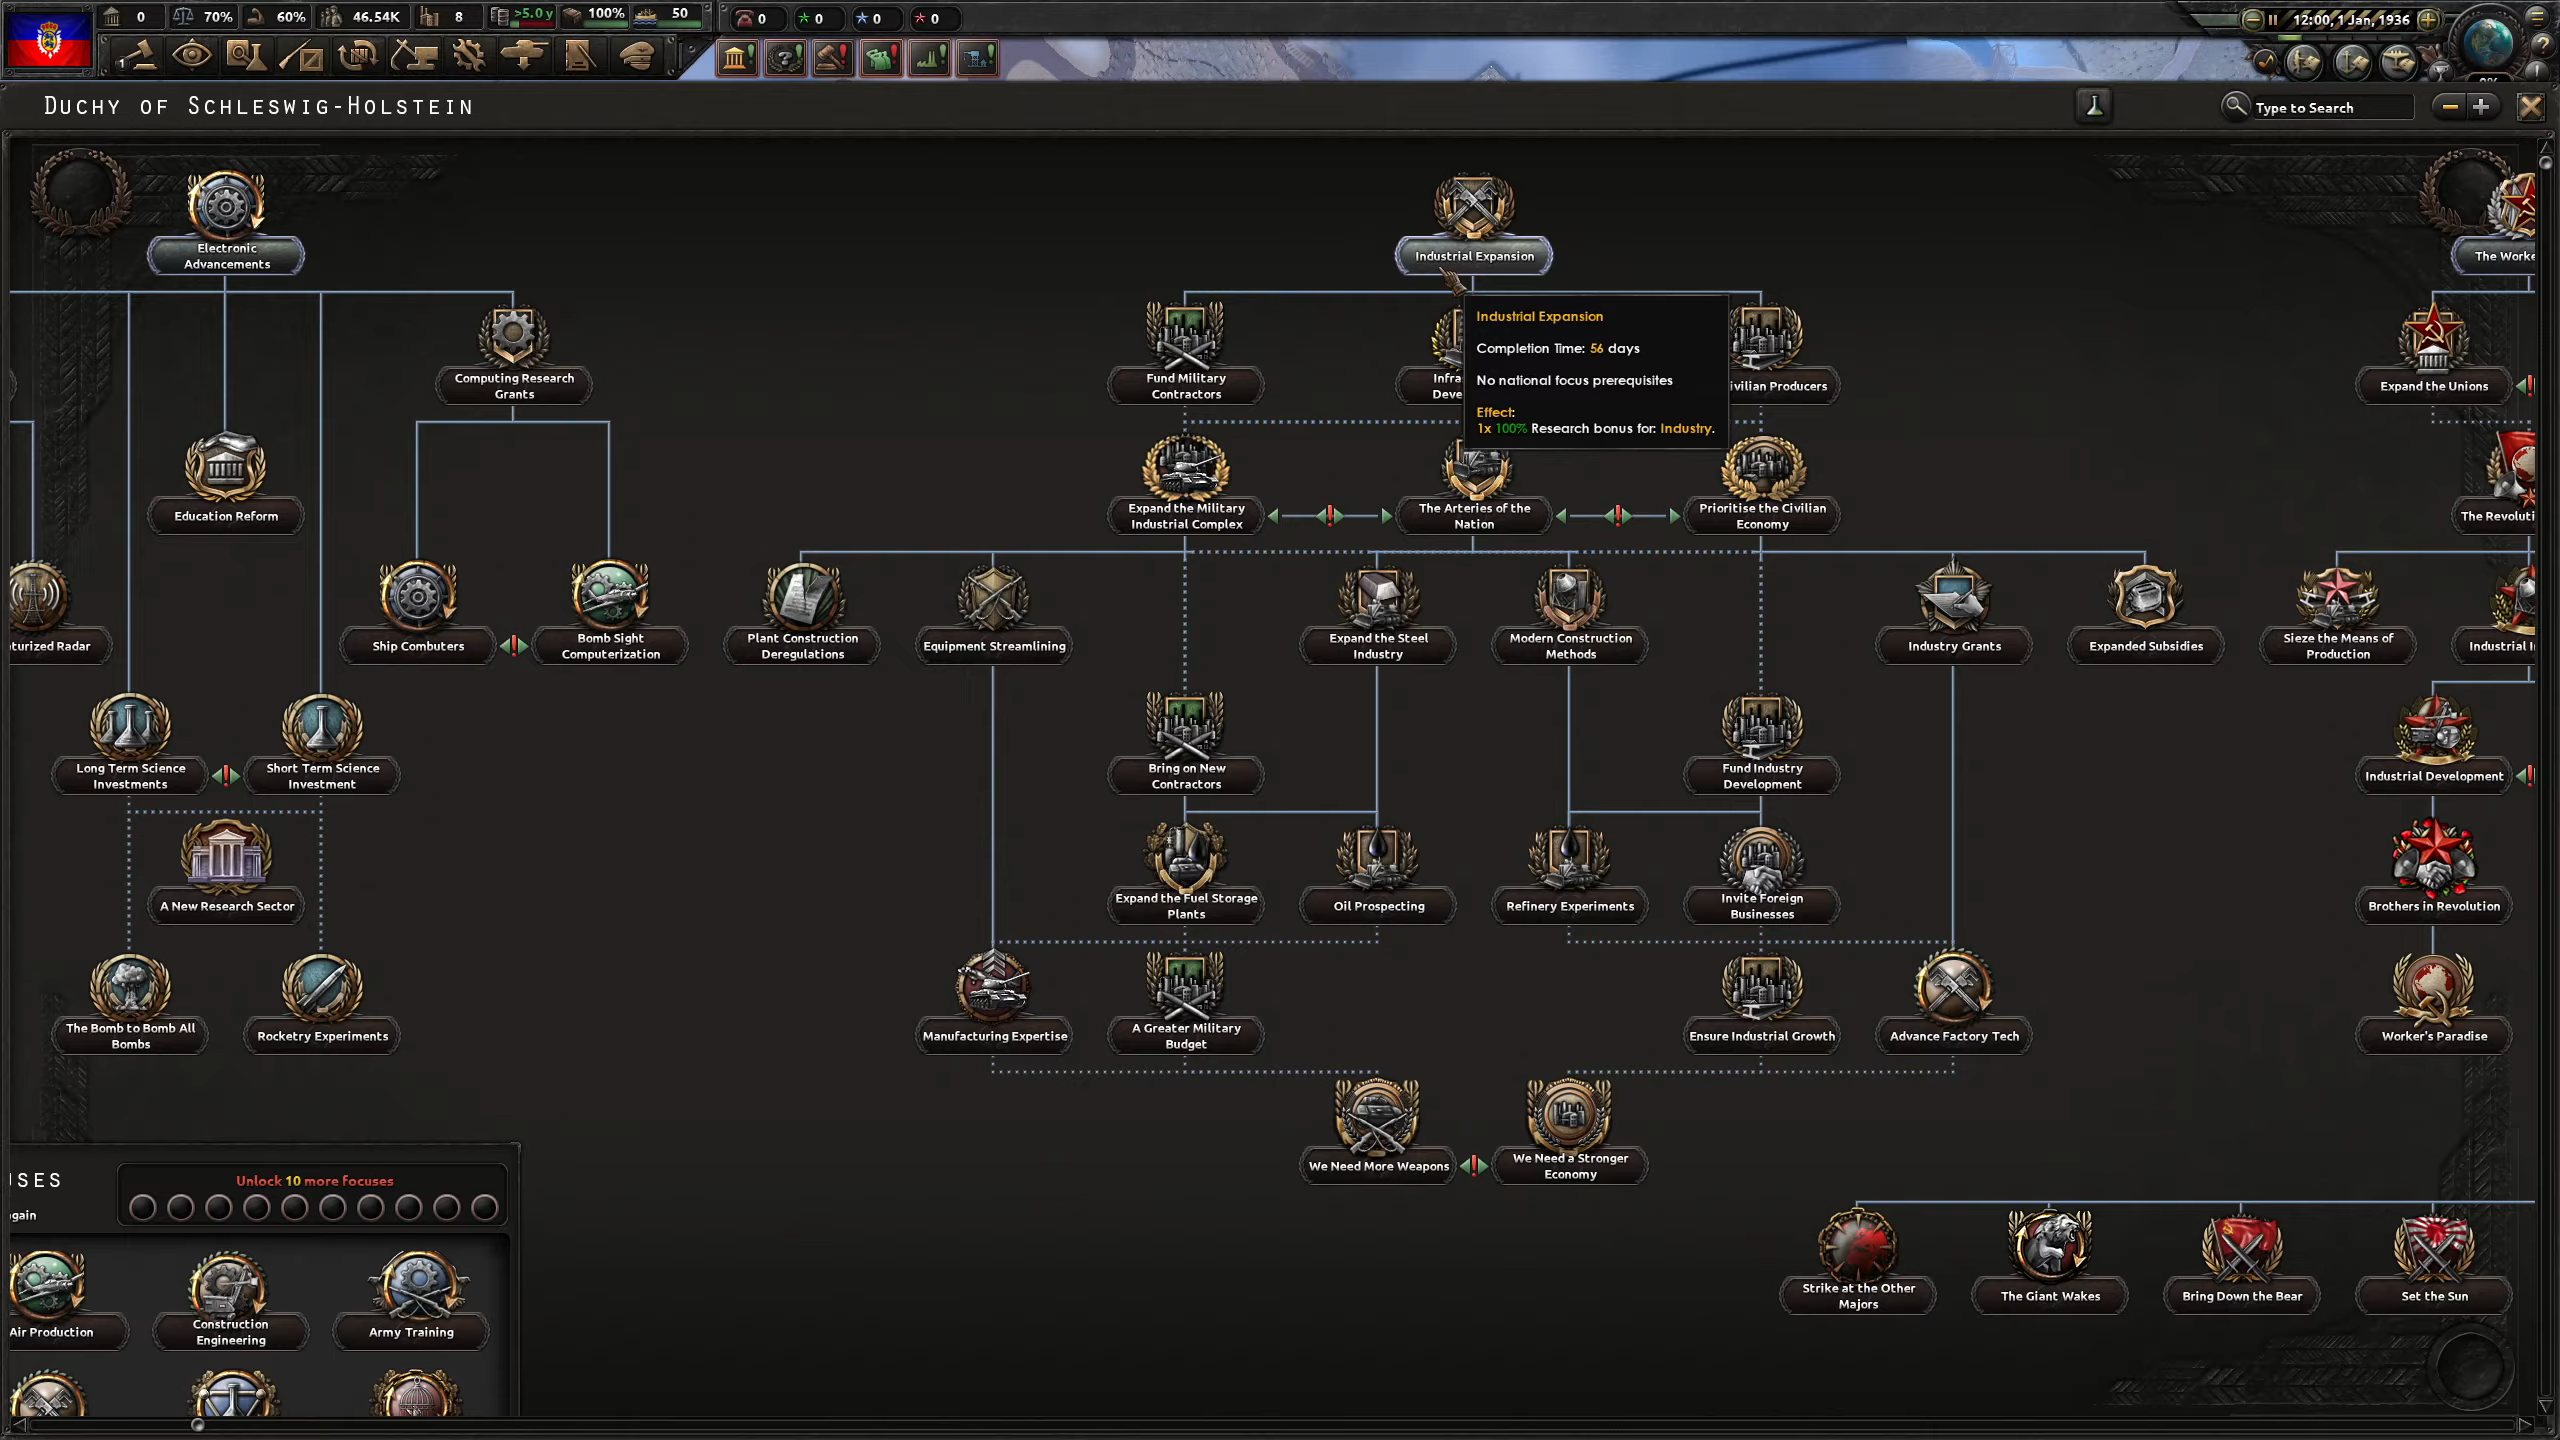 0
70%
60%
46.54K
8
>5.0 y
100%
50
0
0
0
0
12:00, 1 Jan, 1936
1
DUCHY OF SCHLESWIG-HOLSTEIN
Type to Search
Electronic
Advancements
Industrial Expansion
The Worke
Industrial Expansion
Completion Time: 56 days
No national focus prerequisites
Effect:
1x 100% Research bonus for: Industry.
Computing Research
Grants
Fund Military
Contractors
Infras
Deve
ivilian Producers
Expand the Unions
Education Reform
Expand the Military
Industrial Complex
The Arteries of the
Nation
Prioritise the Civilian
Economy
The Revoluti
turized Radar
Ship Combuters
Bomb Sight
Computerization
Plant Construction
Deregulations
Equipment Streamlining
Expand the Steel
Industry
Modern Construction
Methods
Industry Grants
Expanded Subsidies
Sieze the Means of
Production
Industrial I
Long Term Science
Investments
Short Term Science
Investment
Bring on New
Contractors
Fund Industry
Development
Industrial Development
A New Research Sector
Expand the Fuel Storage
Plants
Oil Prospecting
Refinery Experiments
Invite Foreign
Businesses
Brothers in Revolution
The Bomb to Bomb All
Bombs
Rocketry Experiments
Manufacturing Expertise
A Greater Military
Budget
Ensure Industrial Growth
Advance Factory Tech
Worker's Paradise
We Need More Weapons
We Need a Stronger
Economy
USES
Unlock 10 more focuses
gain
Strike at the Other
Majors
The Giant Wakes
Bring Down the Bear
Set the Sun
Air Production
Construction
Engineering
Army Training